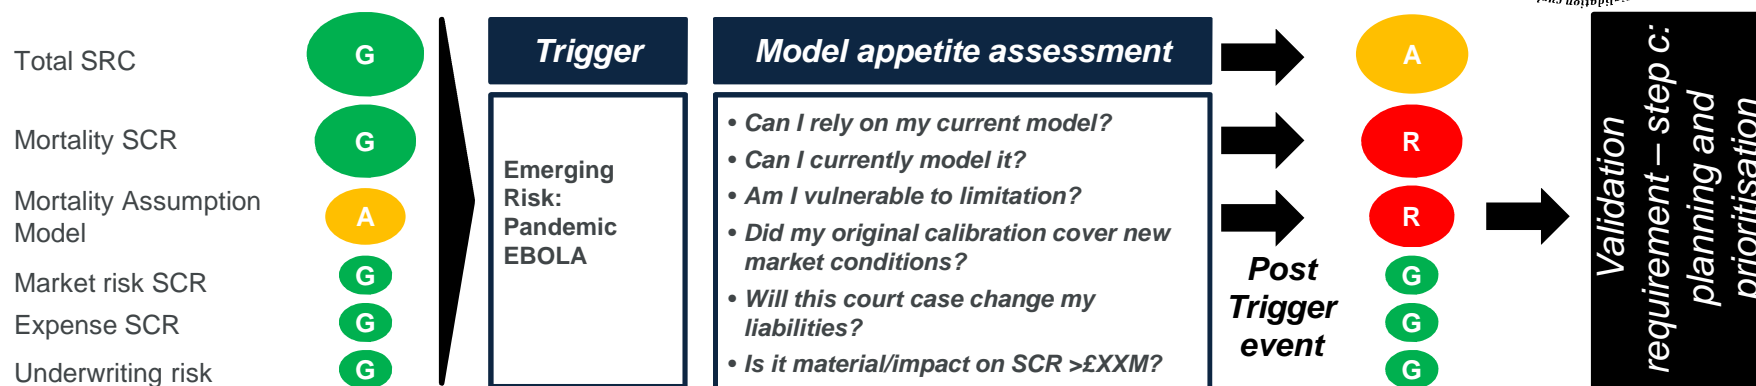 Total SRC
G
Mortality SCR
G
Mortality Assumption
Model
A
Market risk SCR
G
Expense SCR
G
Underwriting risk
G
Trigger
Emerging
Risk:
Pandemic
EBOLA
Model appetite assessment
• Can I rely on my current model?
• Can I currently model it?
• Am I vulnerable to limitation?
• Did my original calibration cover new
market conditions?
• Will this court case change my
liabilities?
• Is it material/impact on SCR >£XXM?
Post
Trigger
event
A
R
R
G
G
G
Validation
requirement – step c:
planning and
prioritisation